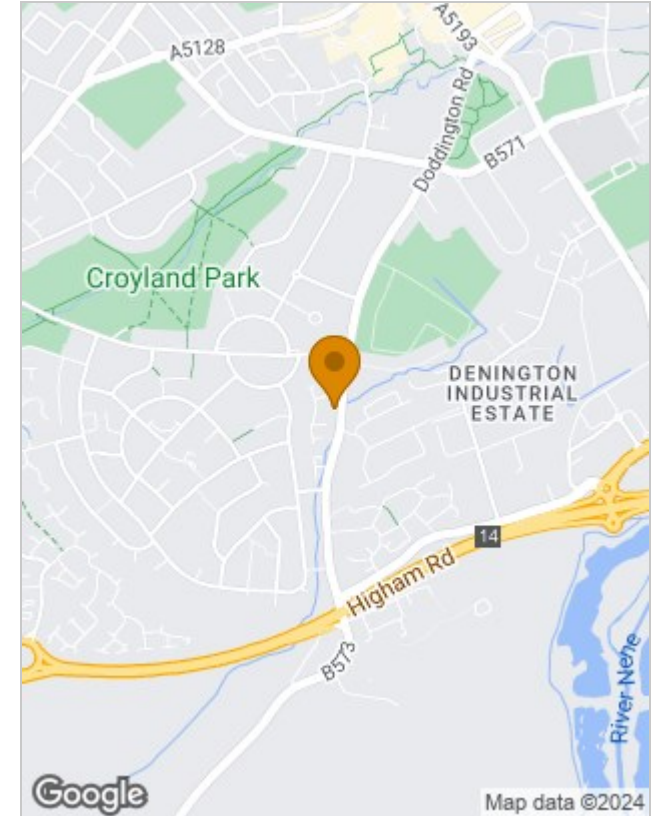 A5128
A5193
Doddington Rd
B571
Croyland Park
DENINGTON
INDUSTRIAL
ESTATE
14
Higham Rd
B573
River Nene
Google
Map data ©2024